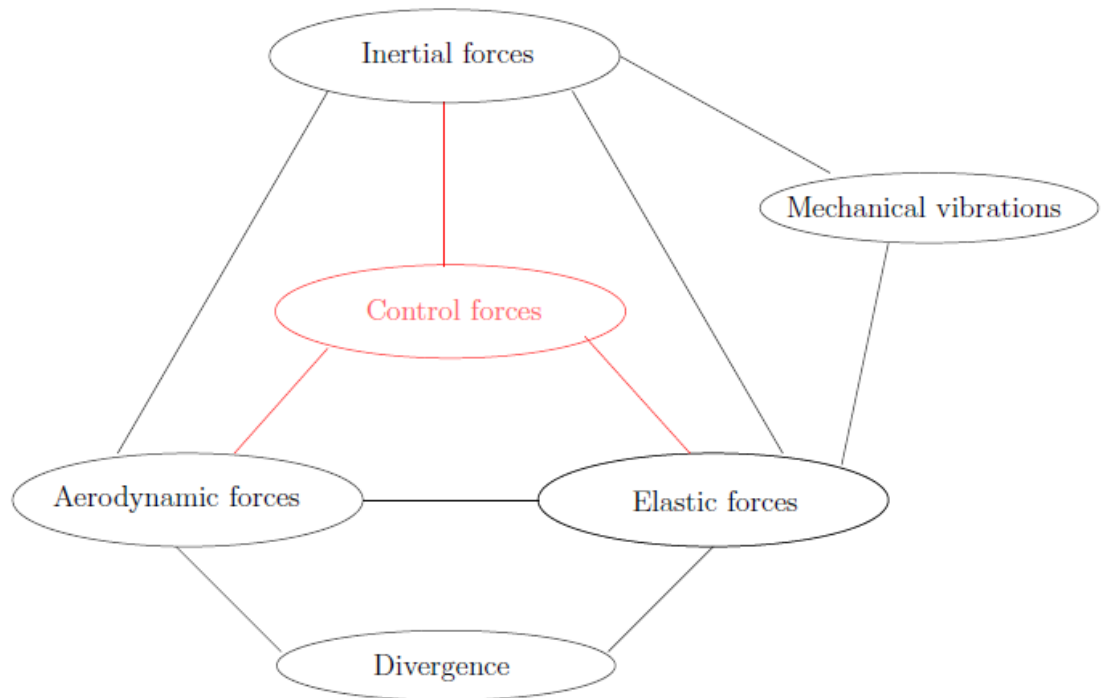 Inertial forces
Mechanical vibrations
Control forces
Aerodynamic forces
Elastic forces
Divergence